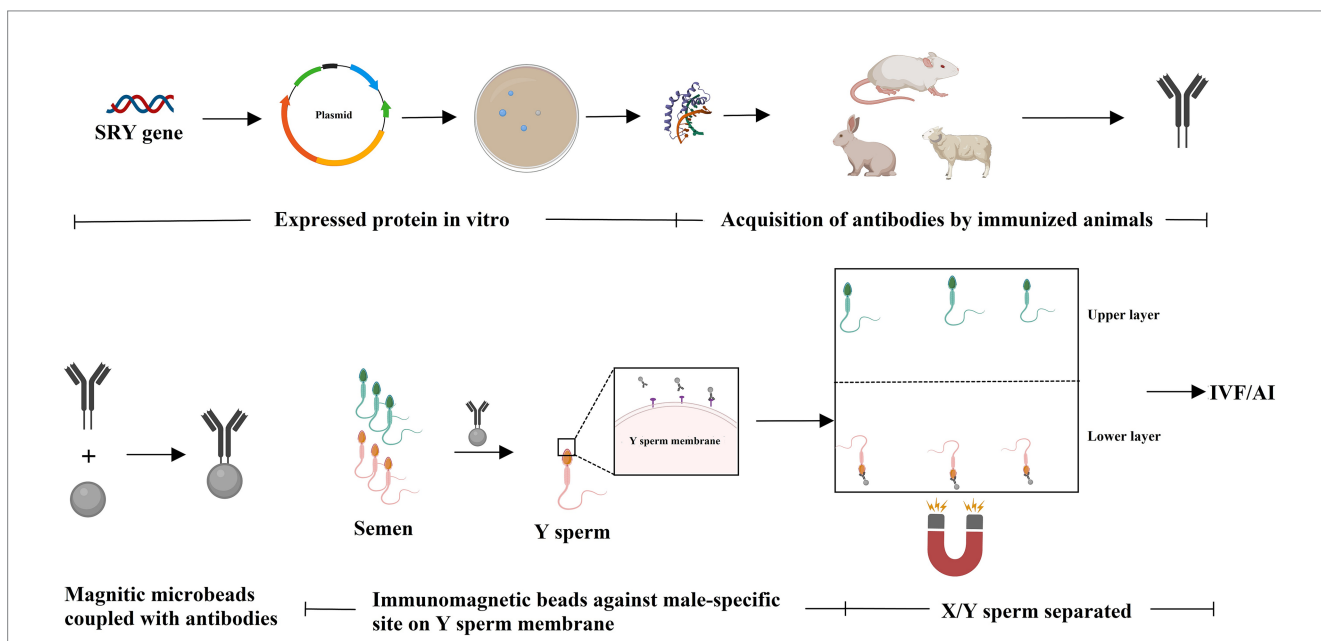 SRY gene
Plasmid
Expressed protein in vitro
Acquisition of antibodies by immunized animals
Upper layer
Lower layer
IVF/AI
+
Y sperm membrane
Semen
Y sperm
Magnitic microbeads
coupled with antibodies
Immunomagnetic beads against male-specific
site on Y sperm membrane
X/Y sperm separated